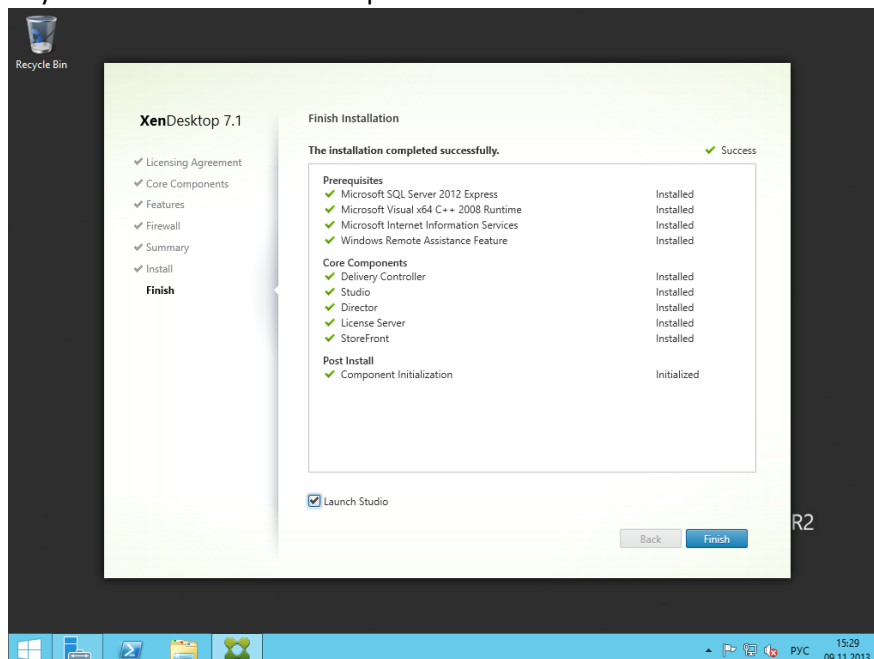 Recycle Bin
XenDesktop 7.1
Licensing Agreement
Core Components
Features
Firewall
Summary
Install
Finish
Finish Installation
The installation completed successfully.
Success
Prerequisites
Microsoft SQL Server 2012 Express Installed
Microsoft Visual x64 C++ 2008 Runtime Installed
Microsoft Internet Information Services Installed
Windows Remote Assistance Feature Installed
Core Components
Delivery Controller Installed
Studio Installed
Director Installed
License Server Installed
StoreFront Installed
Post Install
Component Initialization Initialized
Launch Studio
Back Finish
R2
РУС 15:29
09.11.2013